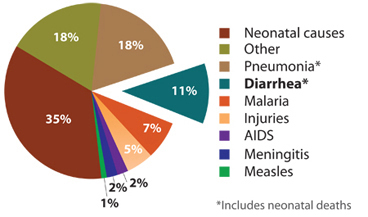 18%
18%
11%
7%
5%
2%
2%
1%
35%
Neonatal causes
Other
Pneumonia*
Diarrhea*
Malaria
Injuries
AIDS
Meningitis
Measles
*Includes neonatal deaths